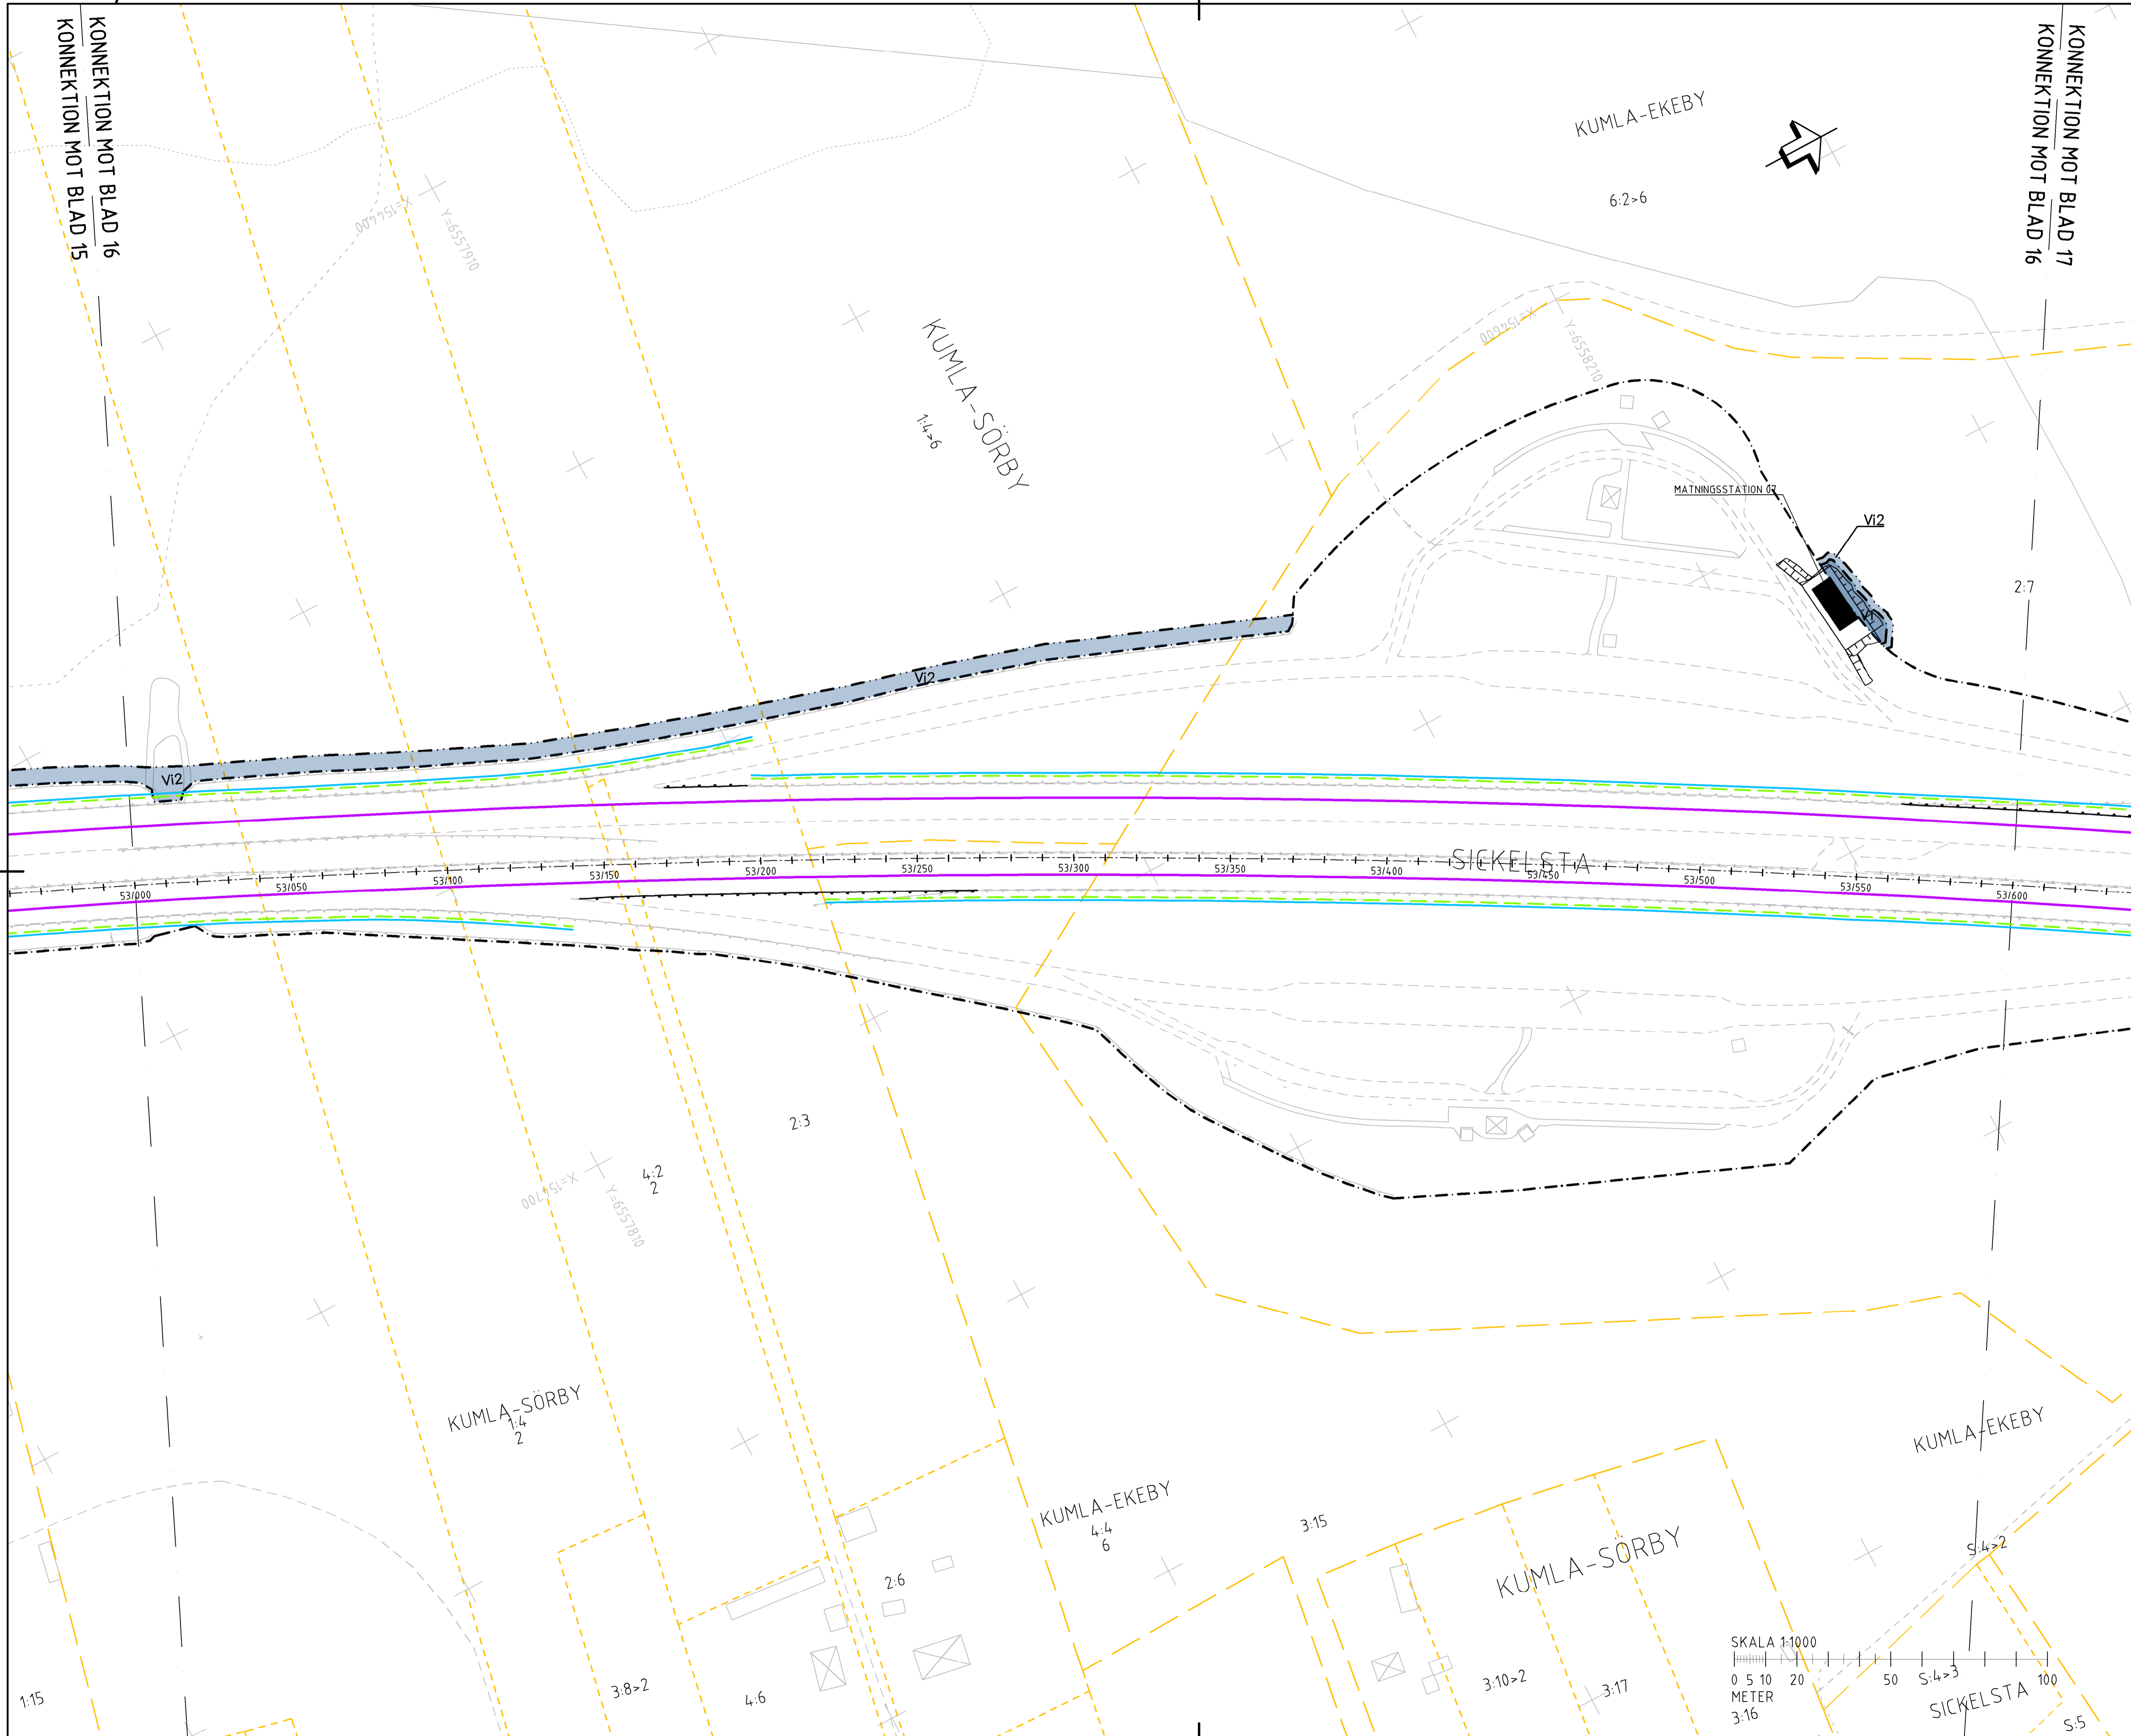 KONNEKTION MOT BLAD 16
KONNEKTION MOT BLAD 15
KONNEKTION MOT BLAD 17
KONNEKTION MOT BLAD 16
KUMLA-EKEBY
6:2>6
X=154400
Y=6557910
X=154600
Y=6558210
KUMLA-SÖRBY
1:4>6
MATNINGSSTATION 07
Vi2
2:7
Vi2
Vi2
SICKELSTA
53/000
53/050
53/100
53/150
53/200
53/250
53/300
53/350
53/400
53/450
53/500
53/550
53/600
2:3
4:2
2
X=154700
Y=6557810
KUMLA-SÖRBY
1:4
2
KUMLA-EKEBY
KUMLA-EKEBY
4:4
6
3:15
KUMLA-SÖRBY
S:4>2
2:6
1:15
3:8>2
4:6
3:10>2
3:17
SKALA 1:1000
0 5 10 20 50 100
METER
3:16
S:4>3
SICKELSTA
S:5